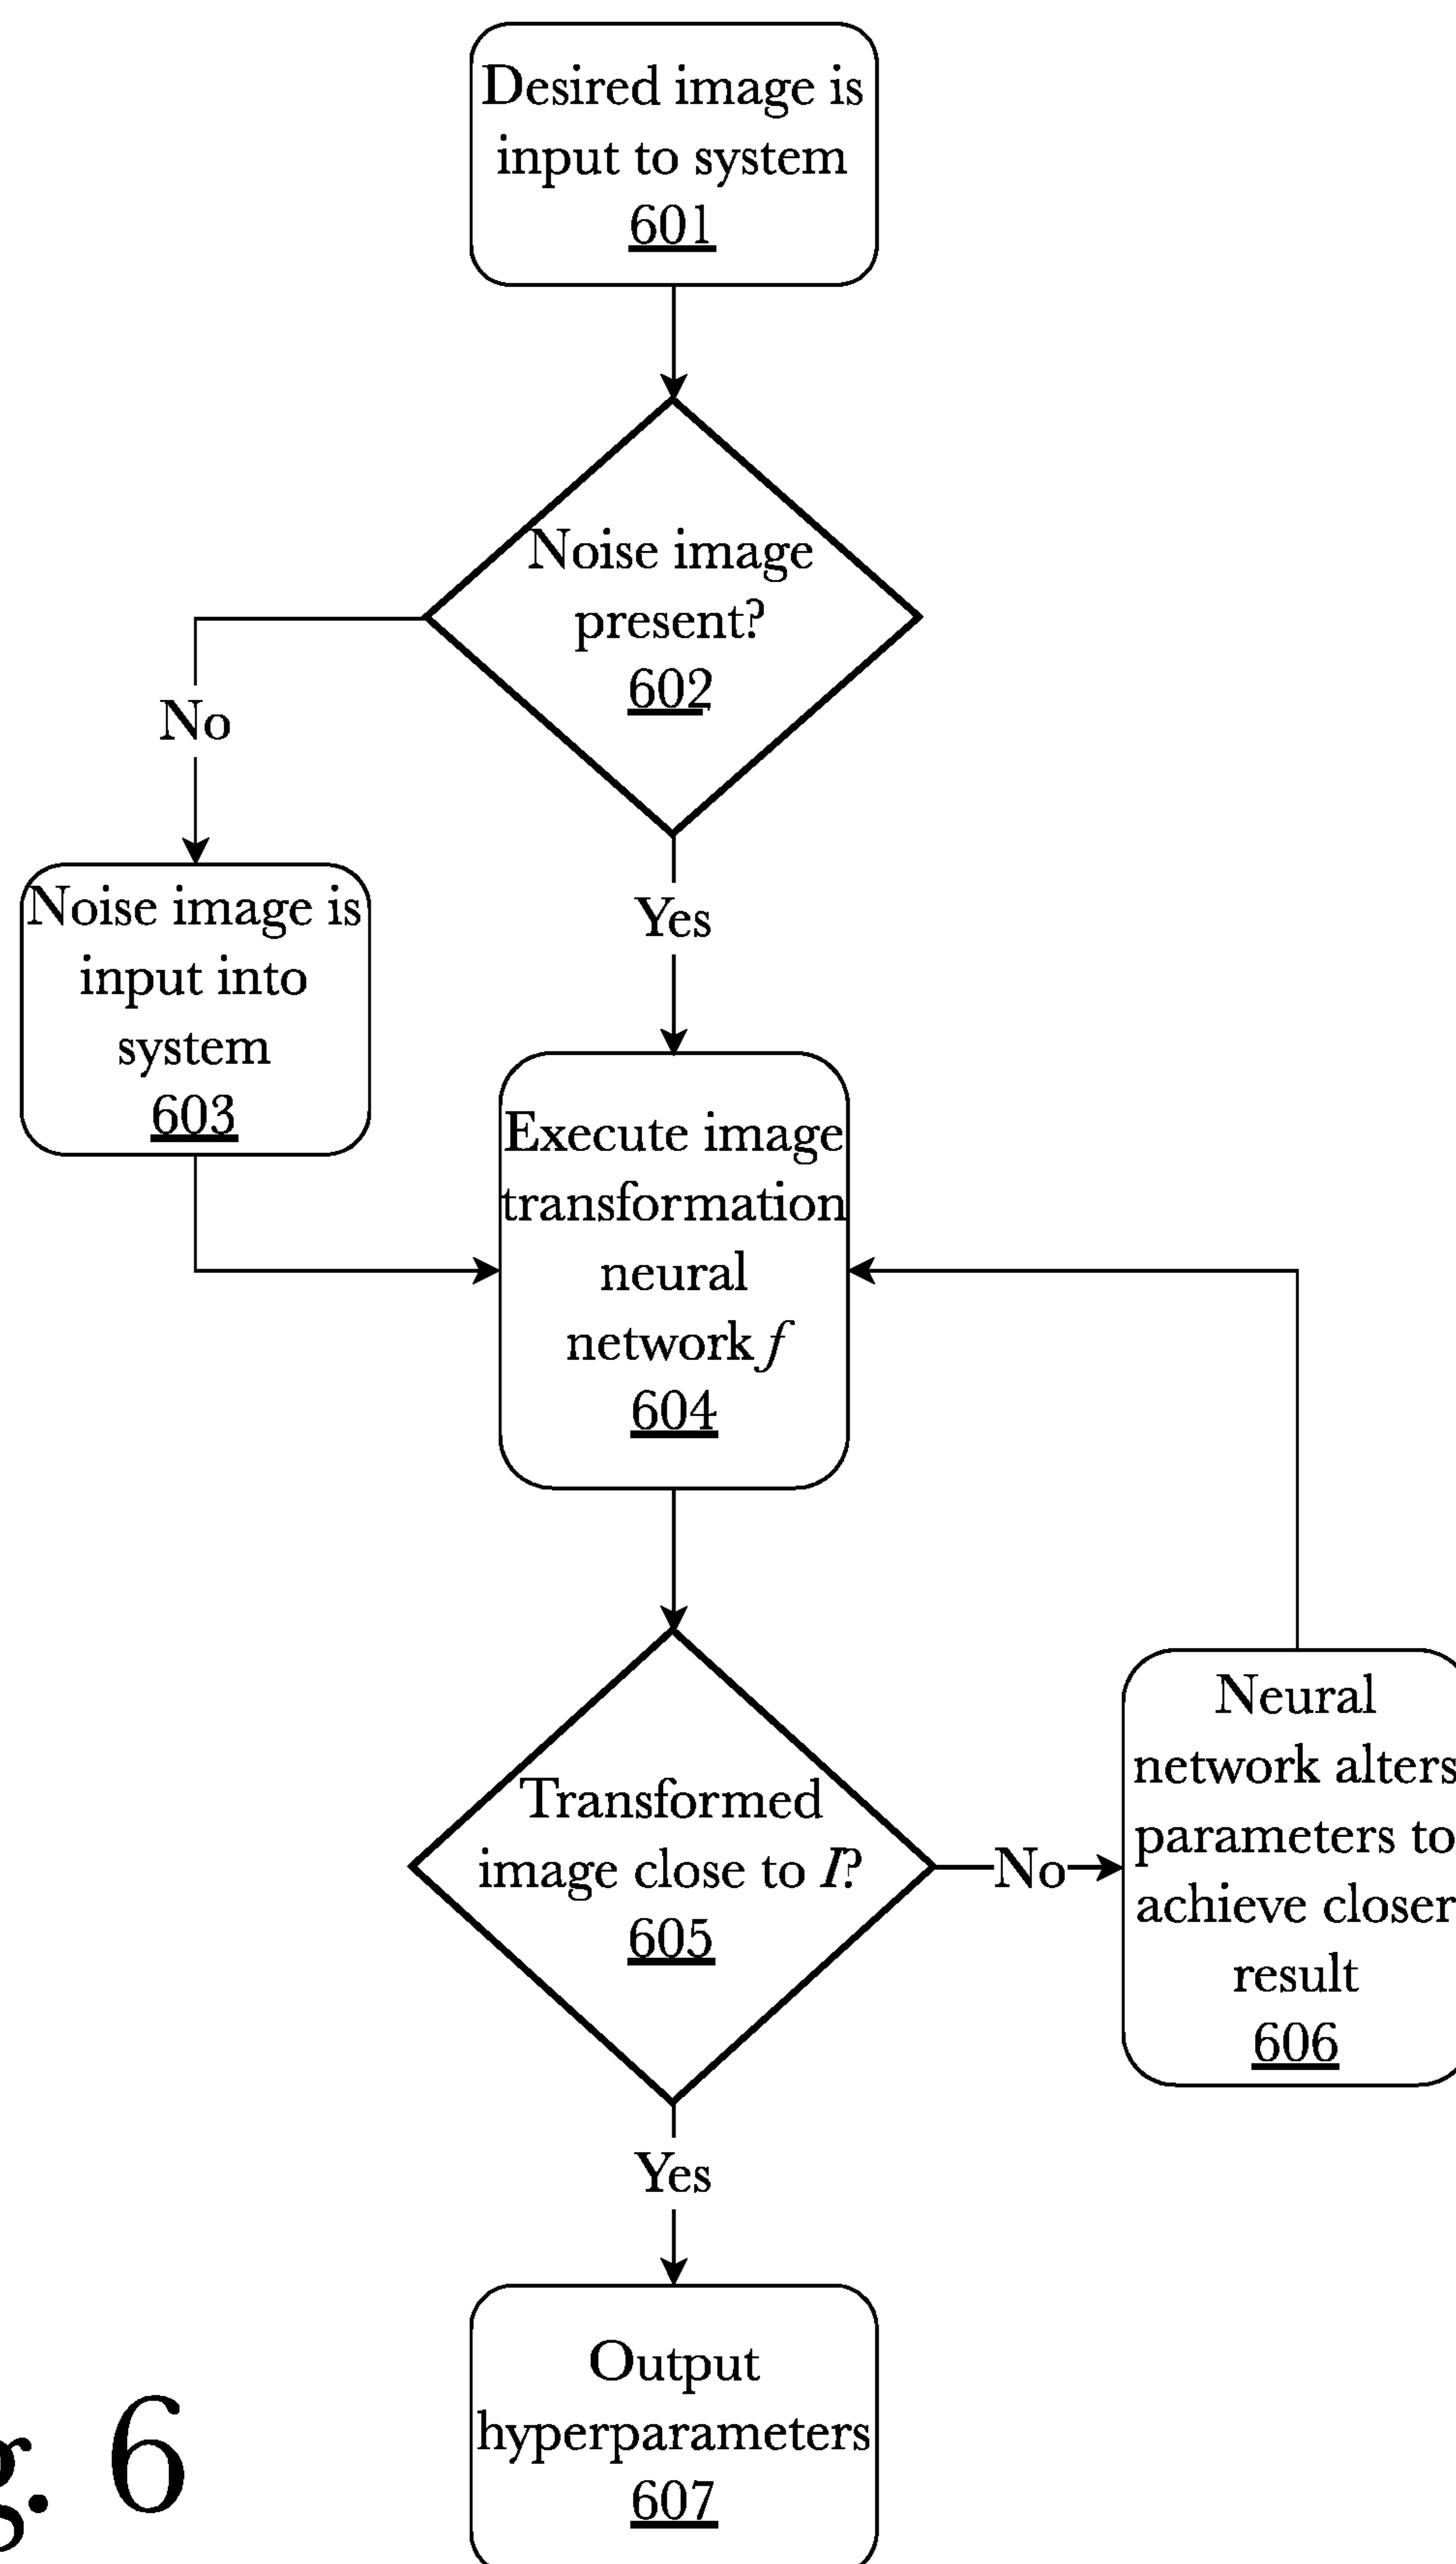 Desired image is
input to system
601
Noise image
present?
602
No
Yes
Noise image is
input into
system
603
Execute image
transformation
neural
network f
604
Transformed
image close to I?
605
No
Neural
network alters
parameters to
achieve closer
result
606
Yes
Output
hyperparameters
607
g. 6